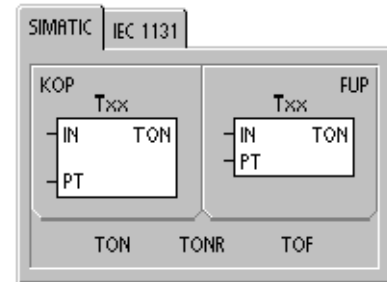 SIMATIC IEC 1131
KOP FUP
Txx Txx
IN TON IN TON
PT PT
TON TONR TOF